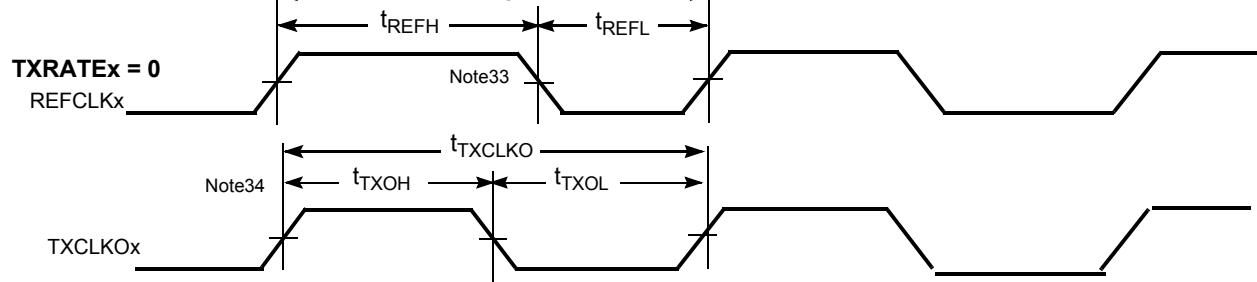 tREFH tREFL
TXRATEx = 0
REFCLKx
Note33
tTXCLKO
Note34
tTXOH tTXOL
TXCLKOx